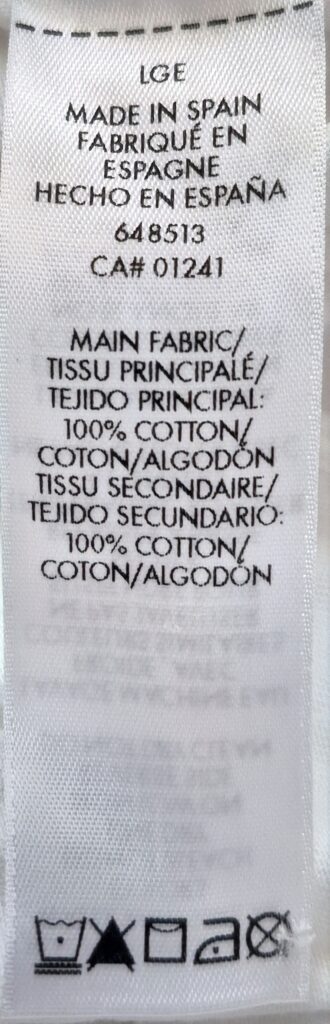 LGE
MADE IN SPAIN
FABRIQUÉ EN
ESPAGNE
HECHO EN ESPAÑA
648513
CA# 01241
MAIN FABRIC/
TISSU PRINCIPALÉ/
TEJIDO PRINCIPAL:
100% COTTON/
COTON/ALGODÓN
TISSU SECONDAIRE/
TEJIDO SECUNDARIO:
100% COTTON/
COTON/ALGODÓN